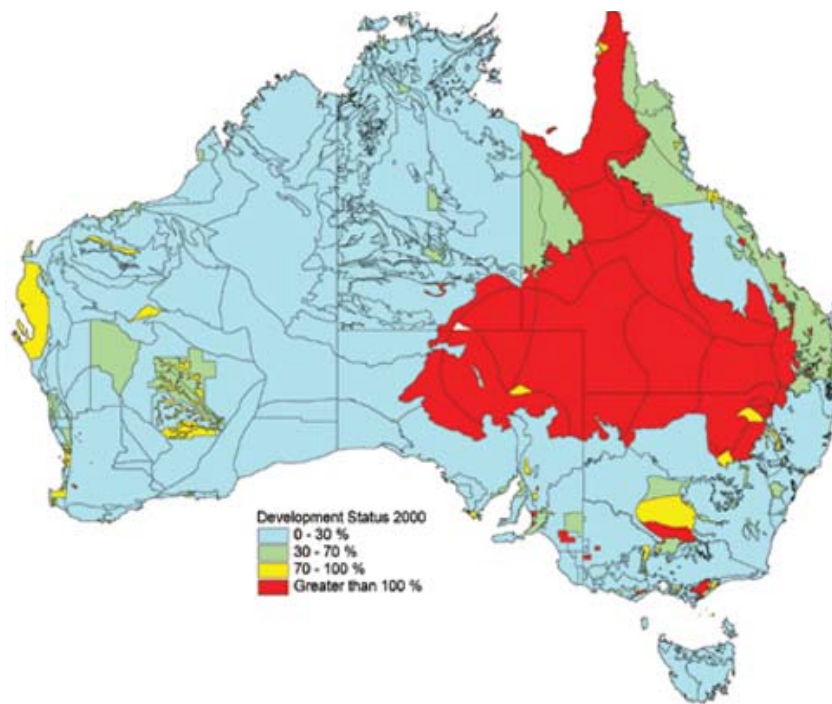 Development Status 2000
0 - 30 %
30 - 70 %
70 - 100 %
Greater than 100 %